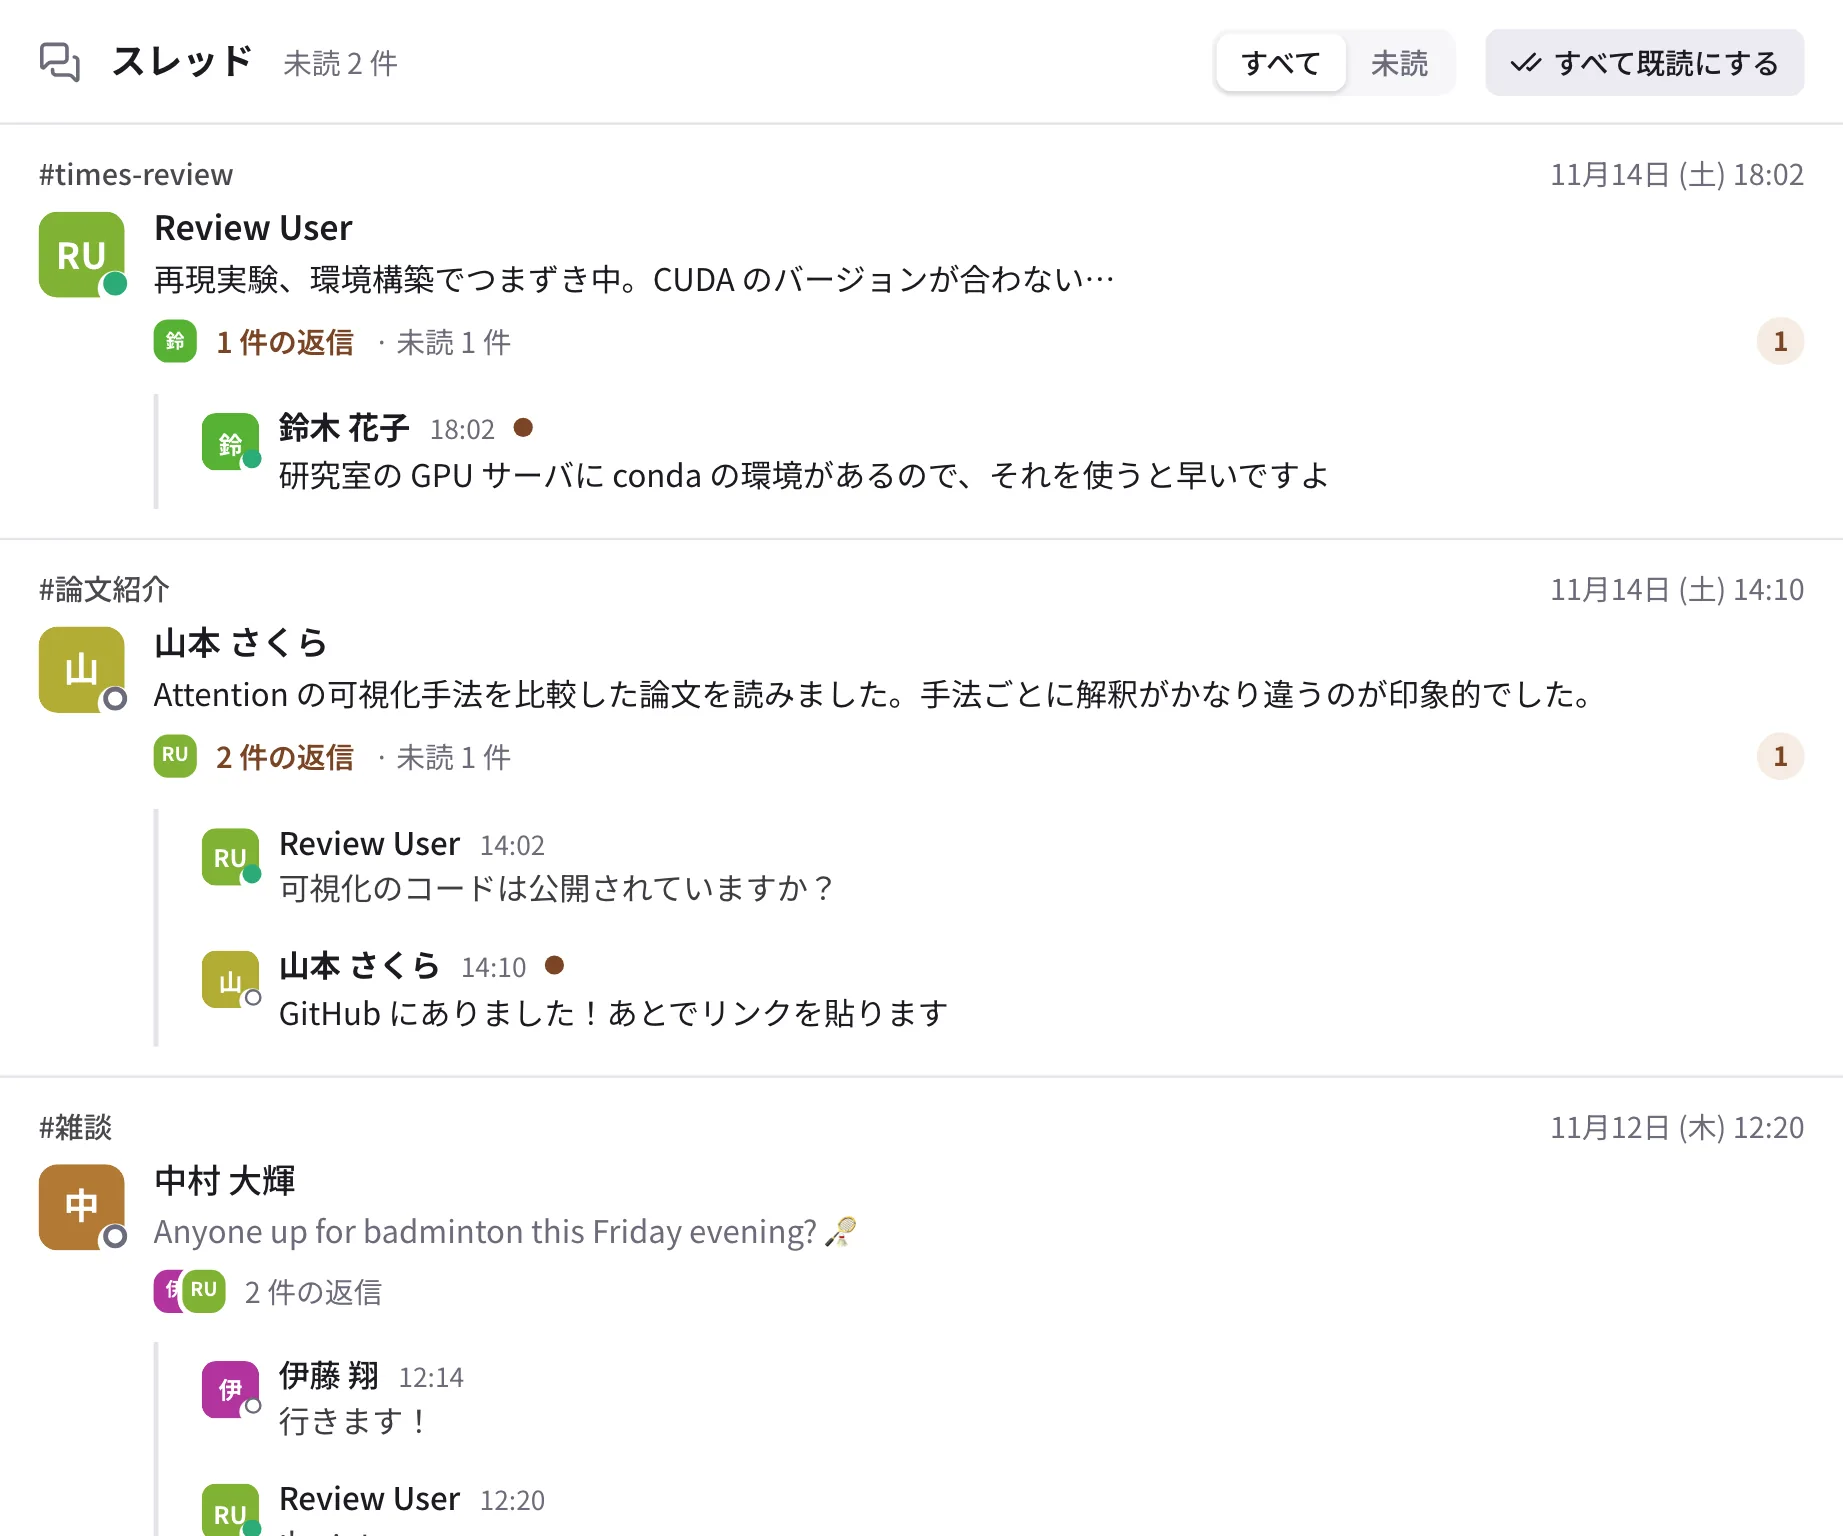 スレッド 未読 2 件 すべて 未読 すべて既読にする
#times-review 11月14日 (土) 18:02
RU Review User
再現実験、環境構築でつまずき中。CUDA のバージョンが合わない…
鈴 1 件の返信 · 未読 1 件 1
鈴 鈴木 花子 18:02
研究室の GPU サーバに conda の環境があるので、それを使うと早いですよ
#論文紹介 11月14日 (土) 14:10
山 山本 さくら
Attention の可視化手法を比較した論文を読みました。手法ごとに解釈がかなり違うのが印象的でした。
RU 2 件の返信 · 未読 1 件 1
RU Review User 14:02
可視化のコードは公開されていますか？
山 山本 さくら 14:10
GitHub にありました！あとでリンクを貼ります
#雑談 11月12日 (木) 12:20
中 中村 大輝
Anyone up for badminton this Friday evening? 🏸
伊 RU 2 件の返信
伊 伊藤 翔 12:14
行きます！
RU Review User 12:20